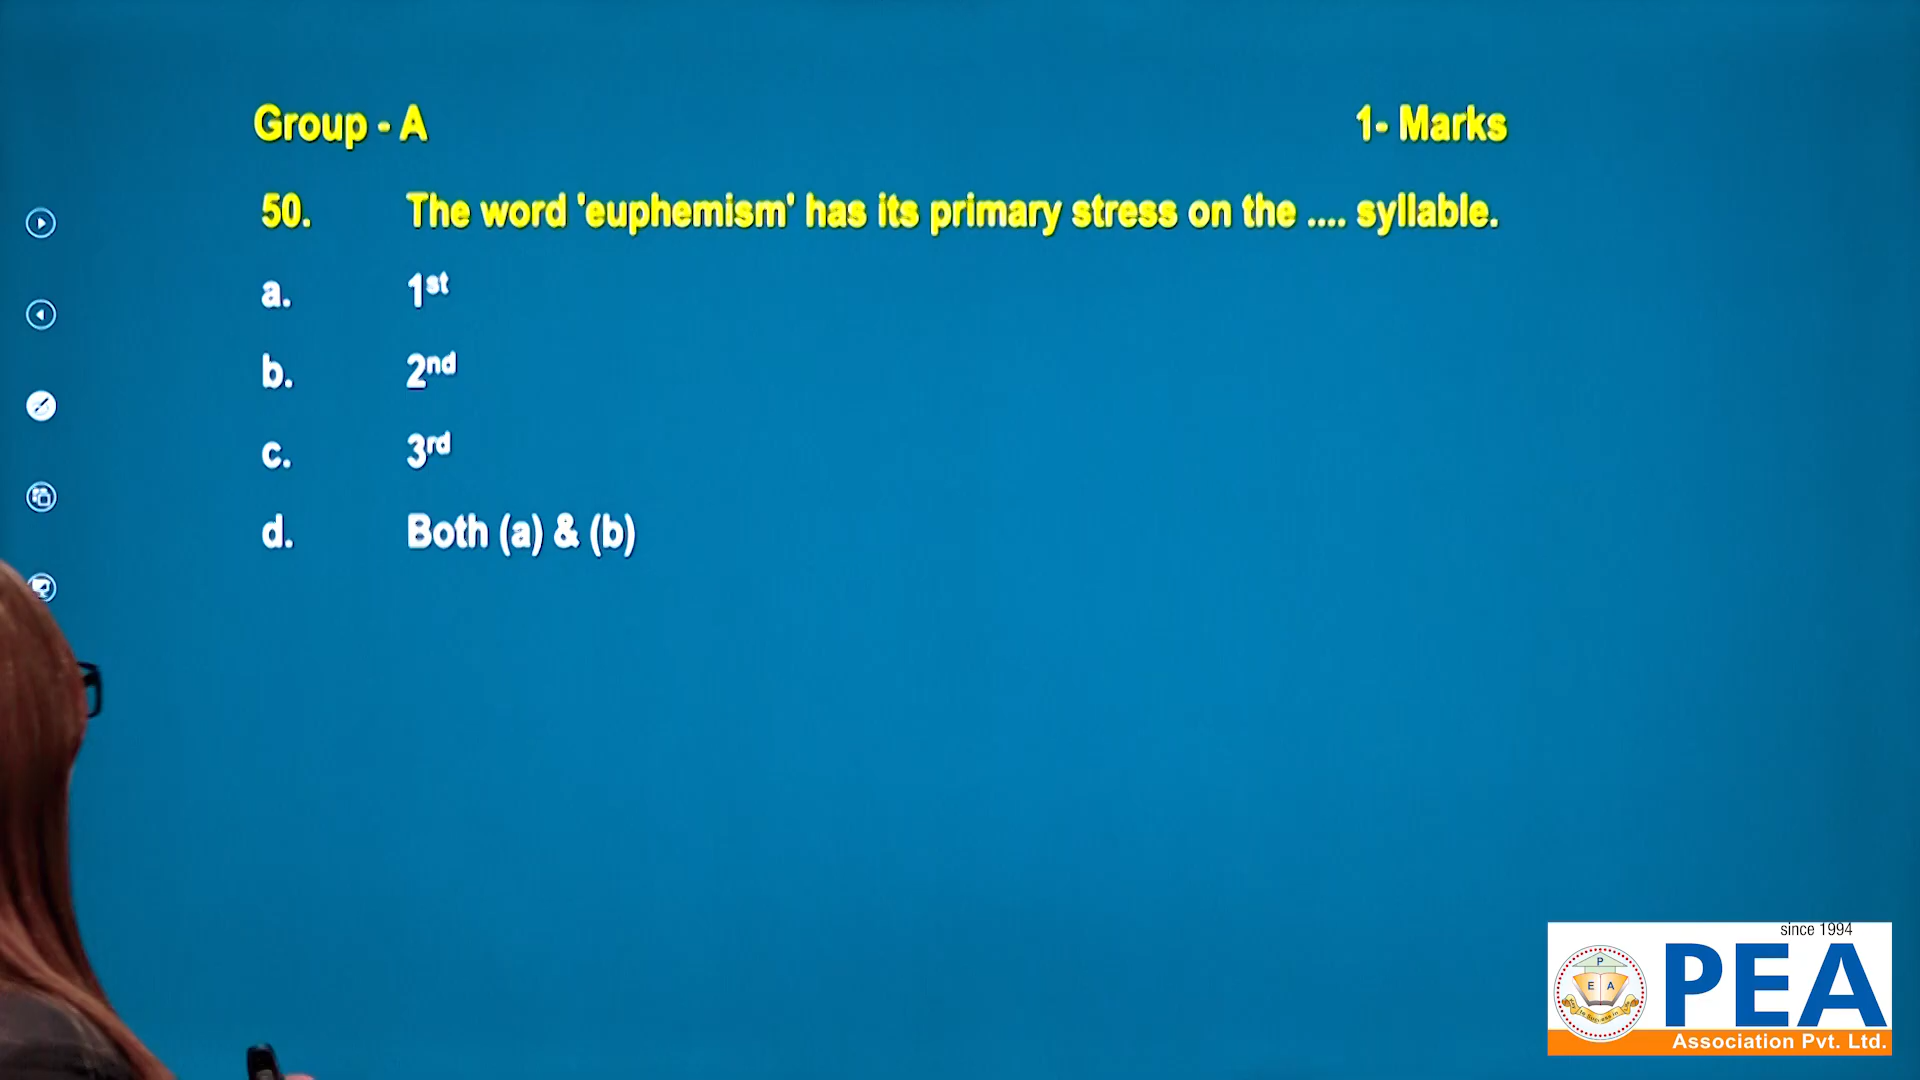 Group - A 1- Marks
50. The word 'euphemism' has its primary stress on the .... syllable.
a. 1st
b. 2nd
c. 3rd
d. Both (a) & (b)
since 1994
P
E A
PEA
Association Pvt. Ltd.